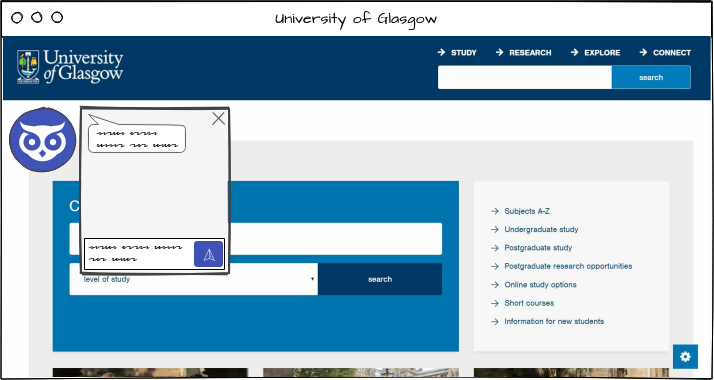 University of Glasgow
University
of Glasgow
STUDY RESEARCH EXPLORE CONNECT
search
C
level of study
search
Subjects A-Z
Undergraduate study
Postgraduate study
Postgraduate research opportunities
Online study options
Short courses
Information for new students